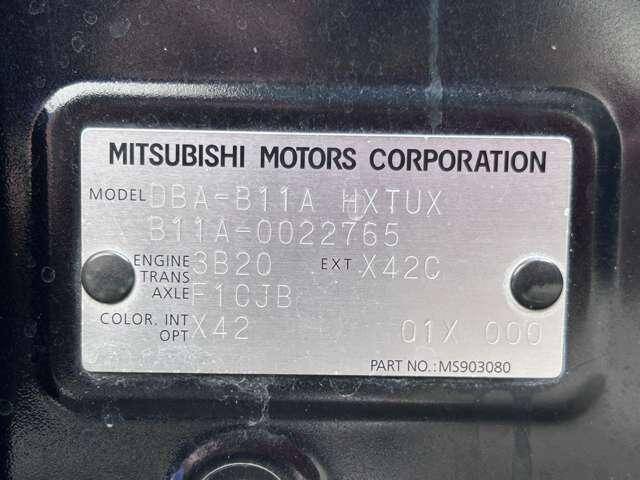 MITSUBISHI MOTORS CORPORATION
MODEL DBA-B11A HXTUX
B11A-0022765
ENGINE 3B20 EXT X42C
TRANS AXLE F1CJB
COLOR. INT OPT X42 01X 000
PART NO.:MS903080